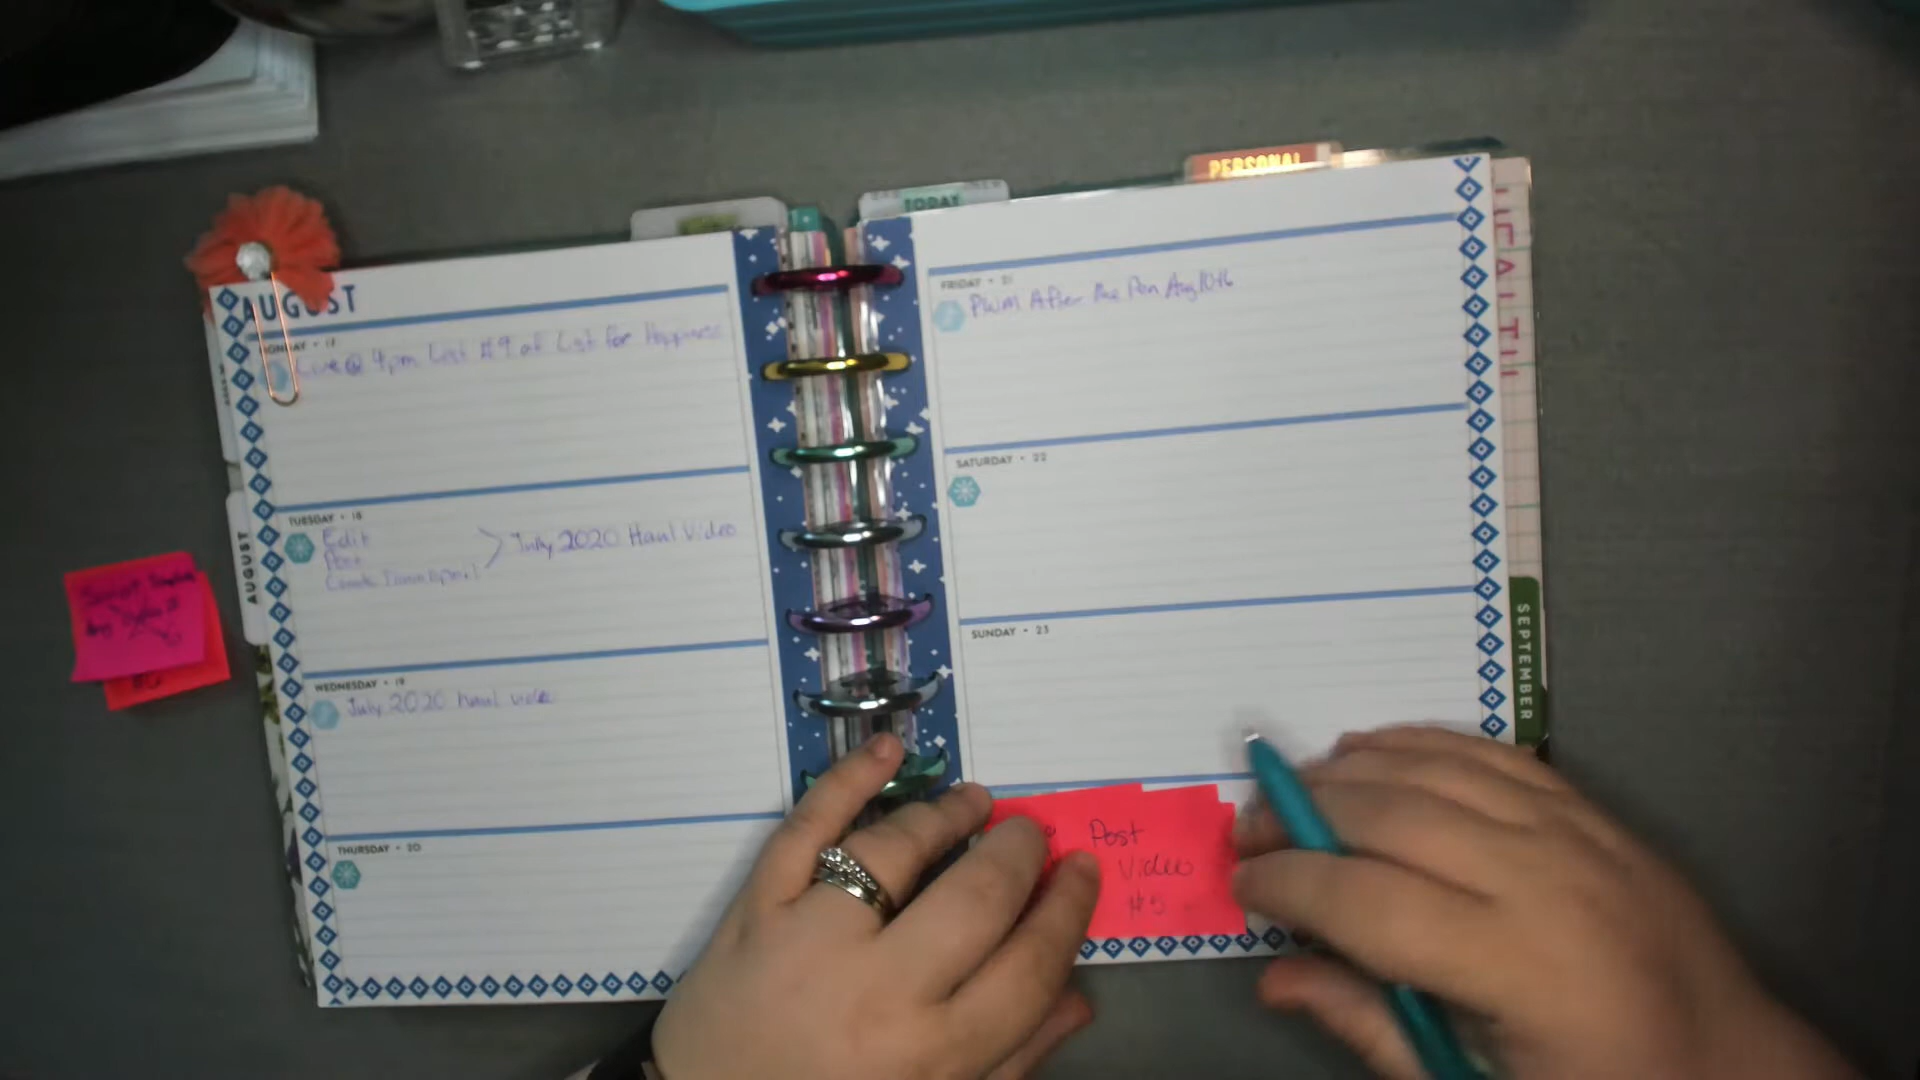 PERSONAL
TODAY
AUGUST
MONDAY • 17
Live @ 4pm List #9 of List for Happiness
TUESDAY • 18
Edit
Post
July 2020 Haul Video
WEDNESDAY • 19
July 2020 Haul video
THURSDAY • 20
FRIDAY • 21
PWM After the Pen Aug 10th
SATURDAY • 22
SUNDAY • 23
Post
Video
#5
AUGUST
SEPTEMBER
HEALTH